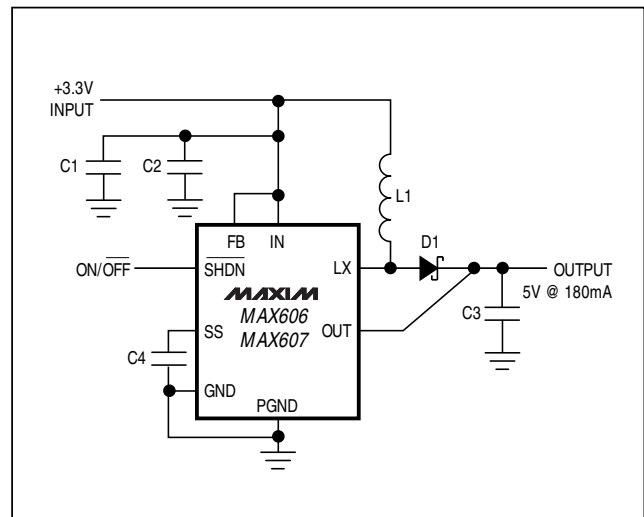 +3.3V
INPUT
C1
C2
L1
FB
IN
D1
ON/OFF
SHDN
LX
OUTPUT
5V @ 180mA
MAXIM
MAX606
MAX607
SS
OUT
C3
C4
GND
PGND